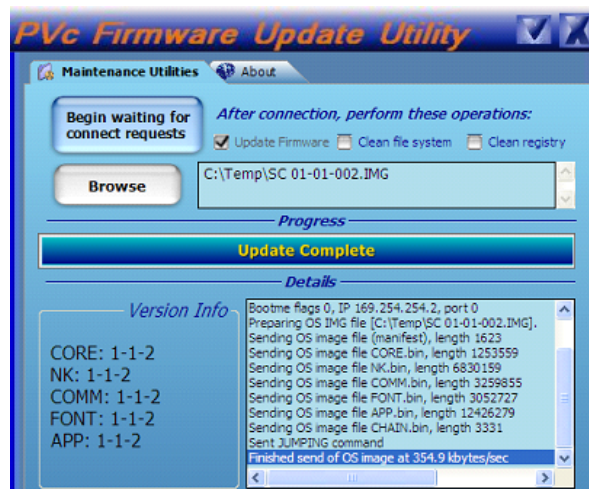 PVc Firmware Update Utility
Maintenance Utilities
About
Begin waiting for
connect requests
After connection, perform these operations:
Update Firmware
Clean file system
Clean registry
Browse
C:\Temp\SC 01-01-002.IMG
Progress
Update Complete
Details
Version Info
CORE: 1-1-2
NK: 1-1-2
COMM: 1-1-2
FONT: 1-1-2
APP: 1-1-2
Bootme flags 0, IP 169.254.254.2, port 0
Preparing OS IMG file [C:\Temp\SC 01-01-002.IMG].
Sending OS image file (manifest), length 1623
Sending OS image file CORE.bin, length 1253559
Sending OS image file NK.bin, length 6830159
Sending OS image file COMM.bin, length 3259855
Sending OS image file FONT.bin, length 3052727
Sending OS image file APP.bin, length 12426279
Sending OS image file CHAIN.bin, length 3331
Sent JUMPING command
Finished send of OS image at 354.9 kbytes/sec